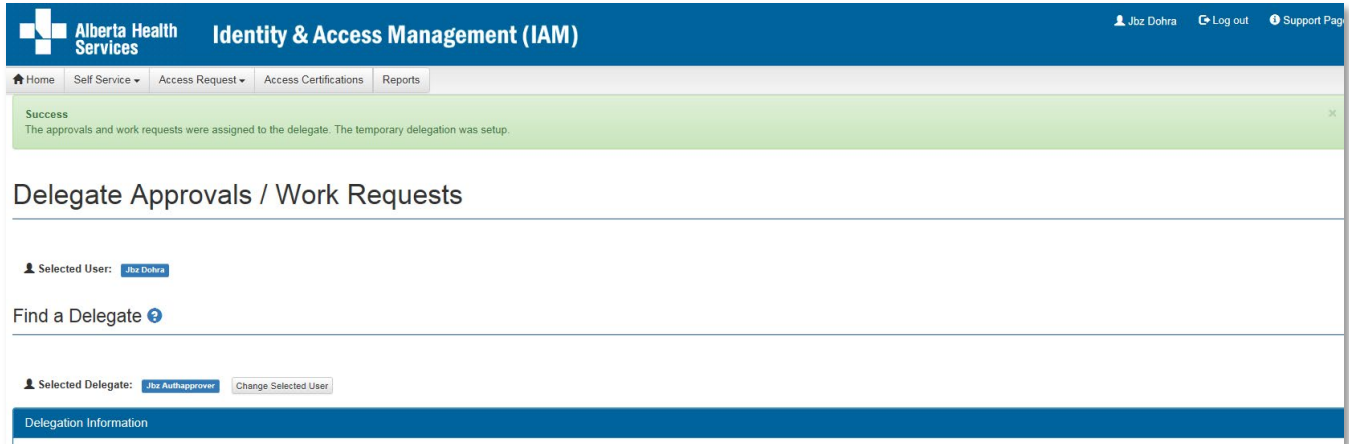 Alberta Health
Services
Identity & Access Management (IAM)
Jbz Dohra
Log out
Support Pag
Home
Self Service
Access Request
Access Certifications
Reports
Success
The approvals and work requests were assigned to the delegate. The temporary delegation was setup.
×
Delegate Approvals / Work Requests
Selected User: Jbz Dohra
Find a Delegate ?
Selected Delegate: Jbz Authapprover Change Selected User
Delegation Information